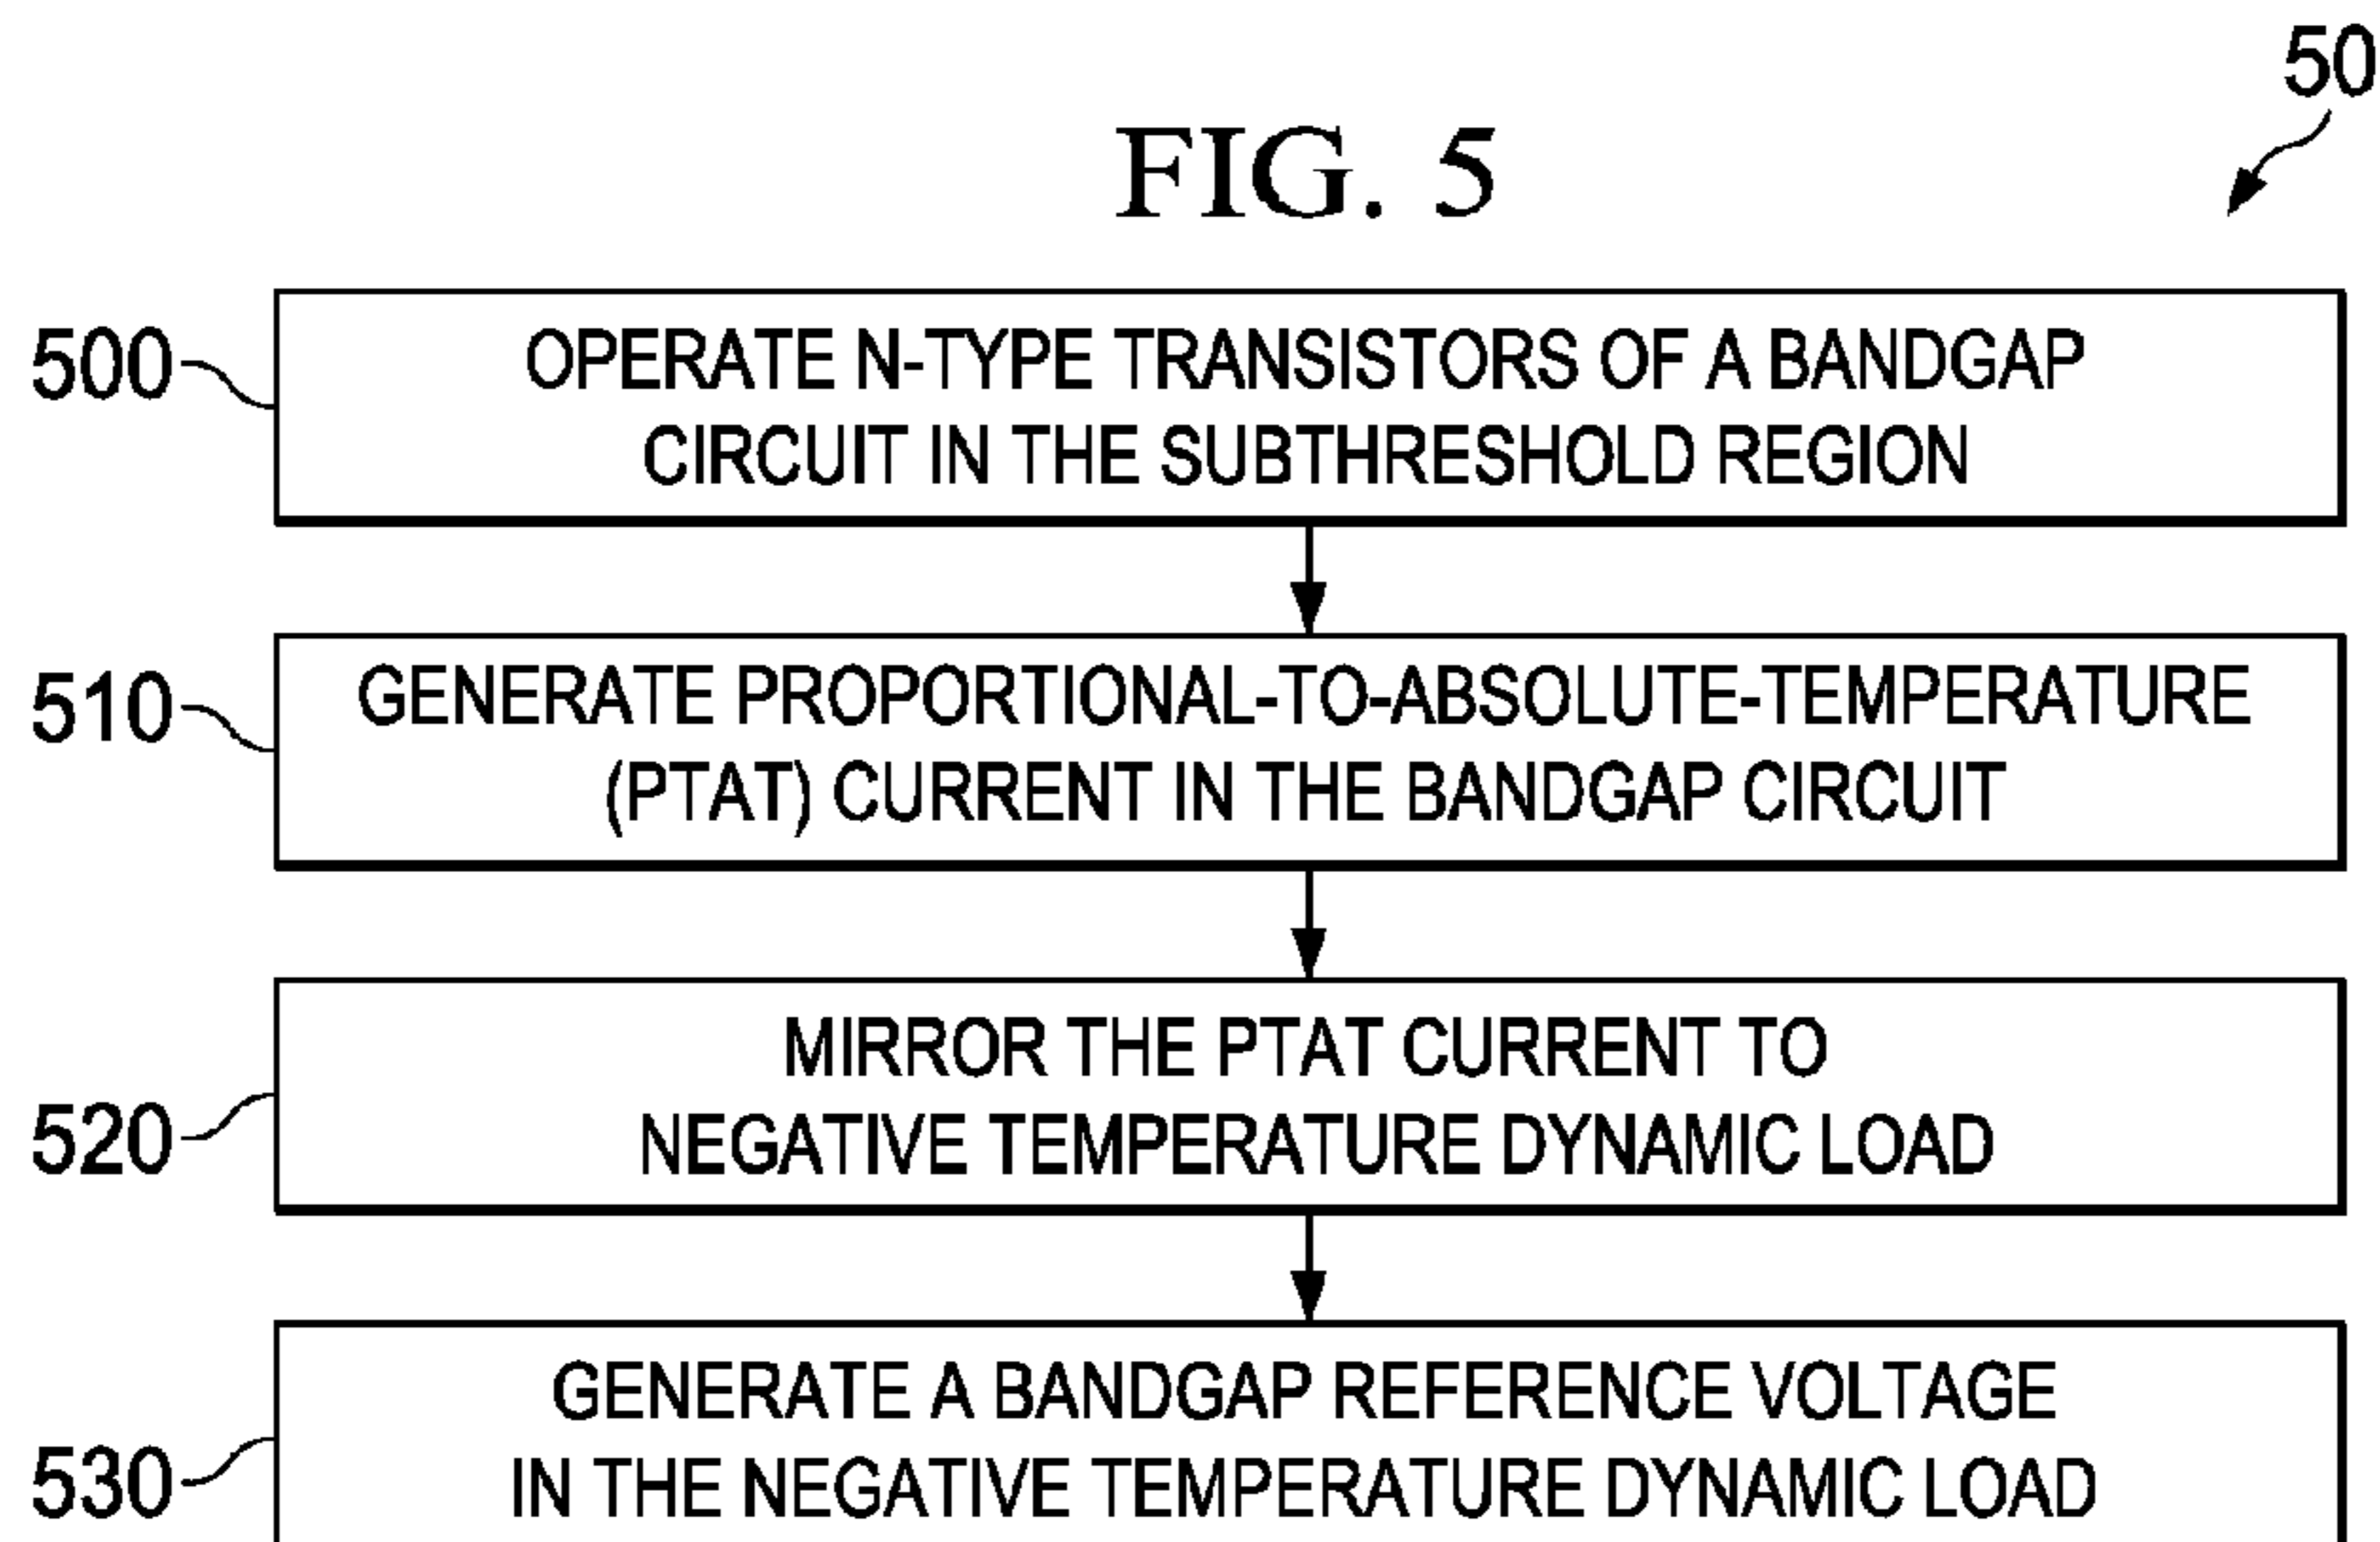 50
FIG. 5
500
OPERATE N-TYPE TRANSISTORS OF A BANDGAP
CIRCUIT IN THE SUBTHRESHOLD REGION
510
GENERATE PROPORTIONAL-TO-ABSOLUTE-TEMPERATURE
(PTAT) CURRENT IN THE BANDGAP CIRCUIT
520
MIRROR THE PTAT CURRENT TO
NEGATIVE TEMPERATURE DYNAMIC LOAD
530
GENERATE A BANDGAP REFERENCE VOLTAGE
IN THE NEGATIVE TEMPERATURE DYNAMIC LOAD